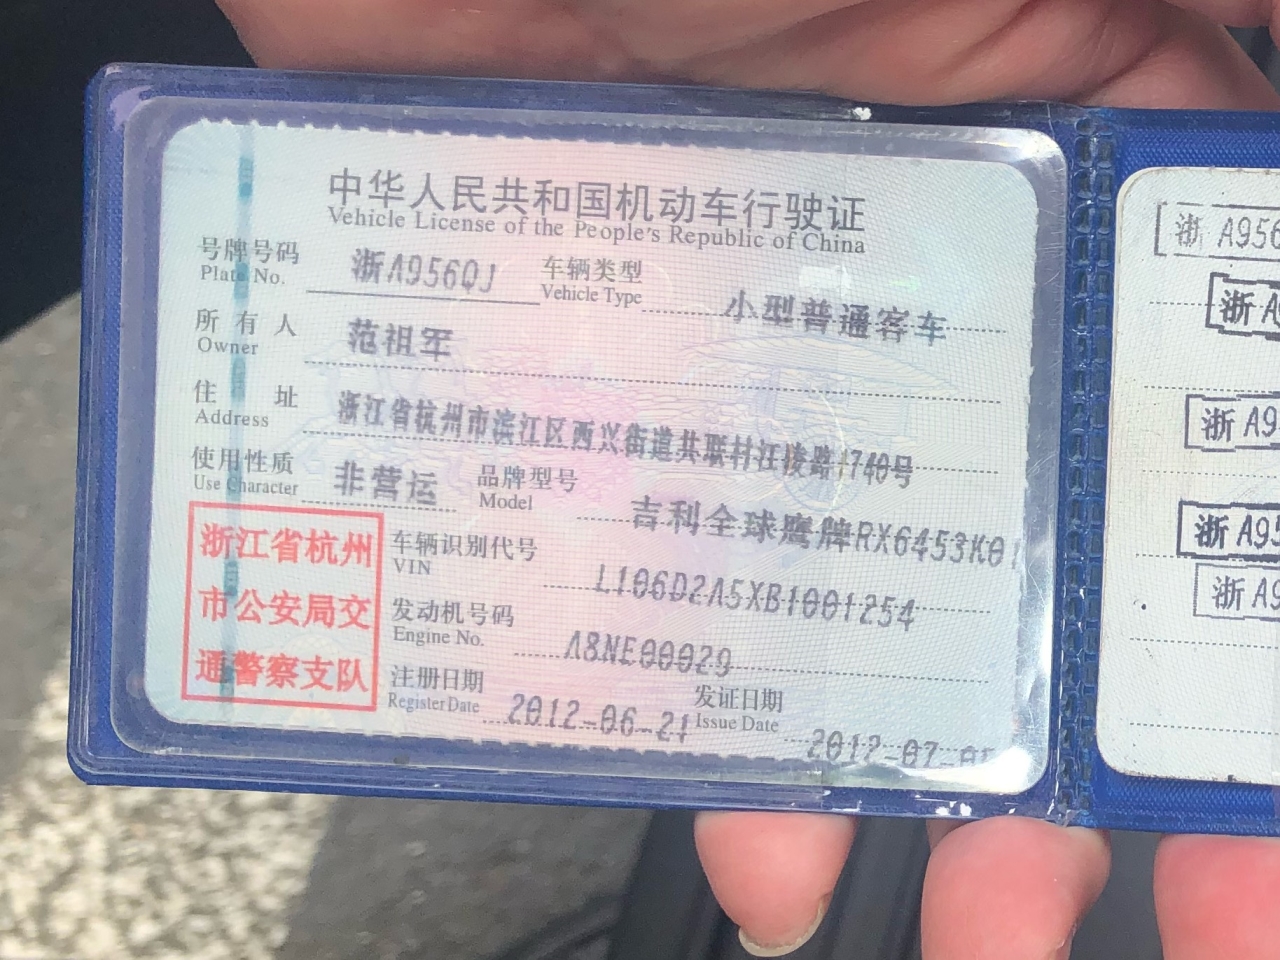 中华人民共和国机动车行驶证
Vehicle License of the People's Republic of China
号牌号码 浙A956QJ 车辆类型 小型普通客车
Plate No. Vehicle Type
所有人 范祖军
Owner
住址 浙江省杭州市滨江区西兴街道共联村汪凌路1740号
Address
使用性质 非营运 品牌型号 吉利全球鹰牌RX6453K01
Use Character Model
浙江省杭州
市公安局交
通警察支队
车辆识别代号 L106D2A5XB1001254
VIN
发动机号码 A8NE00029
Engine No.
注册日期 2012-06-21 发证日期 2012-07-05
Register Date Issue Date
浙 A956
浙 A
浙 A9
浙 A95
浙 A9